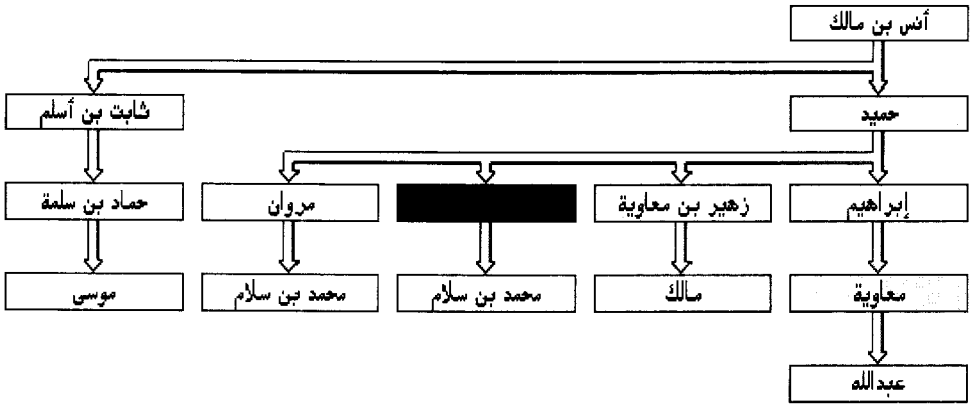 أنس بن مالك
حميد
ثابت بن أسلم
إبراهيم
زهير بن معاوية
مروان
حماد بن سلمة
معاوية
مالك
محمد بن سلام
محمد بن سلام
موسى
عبدالله